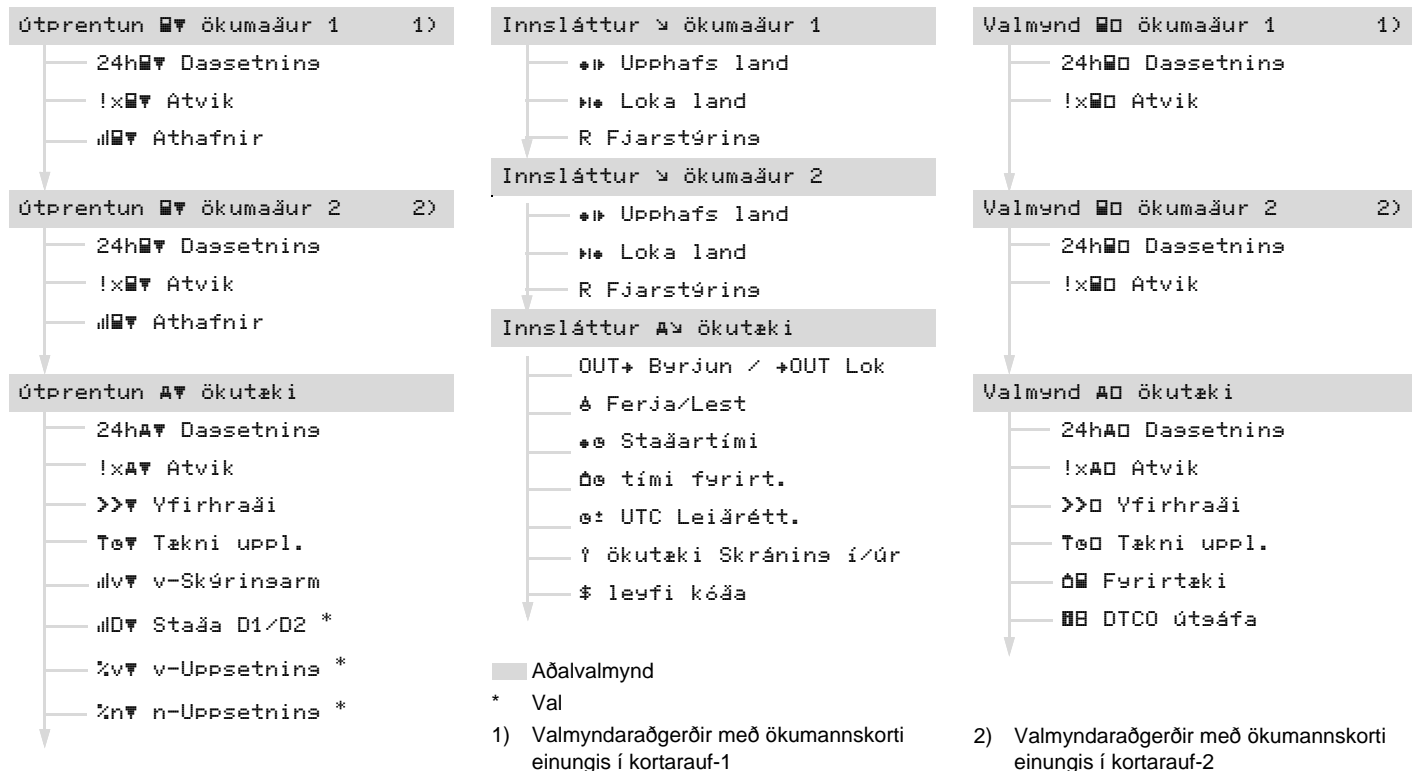 útprentun ökumaður 1 1)
24h Dagsetning
!x Atvik
Athafnir
útprentun ökumaður 2 2)
24h Dagsetning
!x Atvik
Athafnir
útprentun ökutæki
24h Dagsetning
!x Atvik
>> Yfirhraði
Tækni uppl.
v v-Skýringarm
D Staða D1/D2 *
%v v-Uppsetning *
%n n-Uppsetning *
Innsláttur ökumaður 1
Upphafs land
Loka land
R Fjarstýring
Innsláttur ökumaður 2
Upphafs land
Loka land
R Fjarstýring
Innsláttur ökutæki
OUT Byrjun / OUT Lok
Ferja/Lest
Staðartími
tími fyrirt.
UTC Leiðrétt.
ökutæki Skráning í/úr
$ leyfi kóða
Aðalvalmynd
* Val
1) Valmyndaraðgerðir með ökumannskorti
einungis í kortarauf-1
Valmynd ökumaður 1 1)
24h Dagsetning
!x Atvik
Valmynd ökumaður 2 2)
24h Dagsetning
!x Atvik
Valmynd ökutæki
24h Dagsetning
!x Atvik
>> Yfirhraði
Tækni uppl.
Fyrirtæki
DTCO útgáfa
2) Valmyndaraðgerðir með ökumannskorti
einungis í kortarauf-2